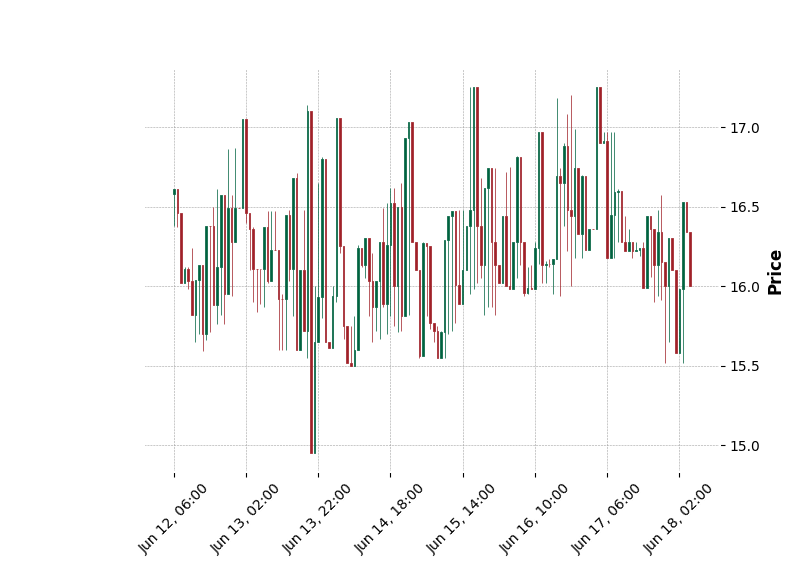 17.0
16.5
16.0
15.5
15.0
Price
Jun 12, 06:00
Jun 13, 02:00
Jun 13, 22:00
Jun 14, 18:00
Jun 15, 14:00
Jun 16, 10:00
Jun 17, 06:00
Jun 18, 02:00